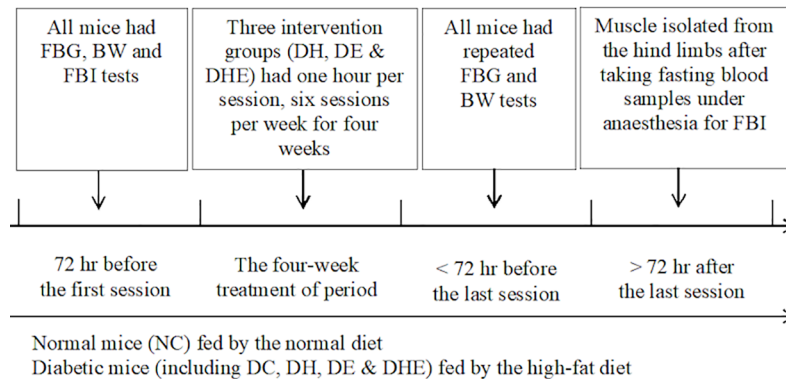 All mice had
FBG, BW and
FBI tests
Three intervention
groups (DH, DE &
DHE) had one hour per
session, six sessions
per week for four
weeks
All mice had
repeated
FBG and
BW tests
Muscle isolated from
the hind limbs after
taking fasting blood
samples under
anaesthesia for FBI
72 hr before
the first session
The four-week
treatment of period
< 72 hr before
the last session
> 72 hr after
the last session
Normal mice (NC) fed by the normal diet
Diabetic mice (including DC, DH, DE & DHE) fed by the high-fat diet